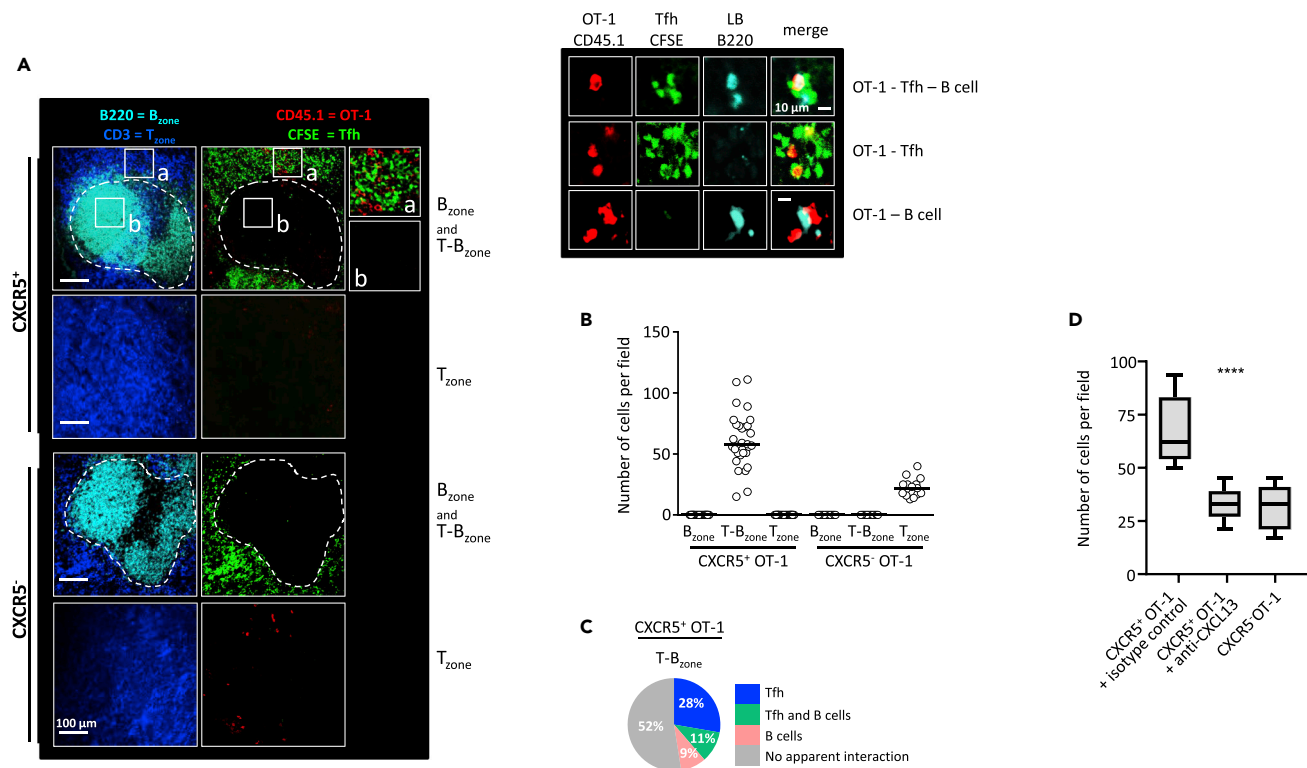 A
B220 = Bzone
CD3 = Tzone
CD45.1 = OT-1
CFSE = Tfh
CXCR5+
a
b
a
b
a
b
Bzone
and
T-Bzone
Tzone
CXCR5-
Bzone
and
T-Bzone
Tzone
100 µm
OT-1 Tfh LB merge
CD45.1 CFSE B220
10 µm
OT-1 - Tfh – B cell
OT-1 - Tfh
OT-1 – B cell
B
Number of cells per field
150
100
50
0
Bzone T-Bzone Tzone Bzone T-Bzone Tzone
CXCR5+ OT-1 CXCR5- OT-1
C
CXCR5+ OT-1
T-Bzone
28%
11%
9%
52%
Tfh
Tfh and B cells
B cells
No apparent interaction
D
Number of cells per field
100
75
50
25
0
****
CXCR5+ OT-1
+ isotype control
CXCR5+ OT-1
+ anti-CXCL13
CXCR5-OT-1